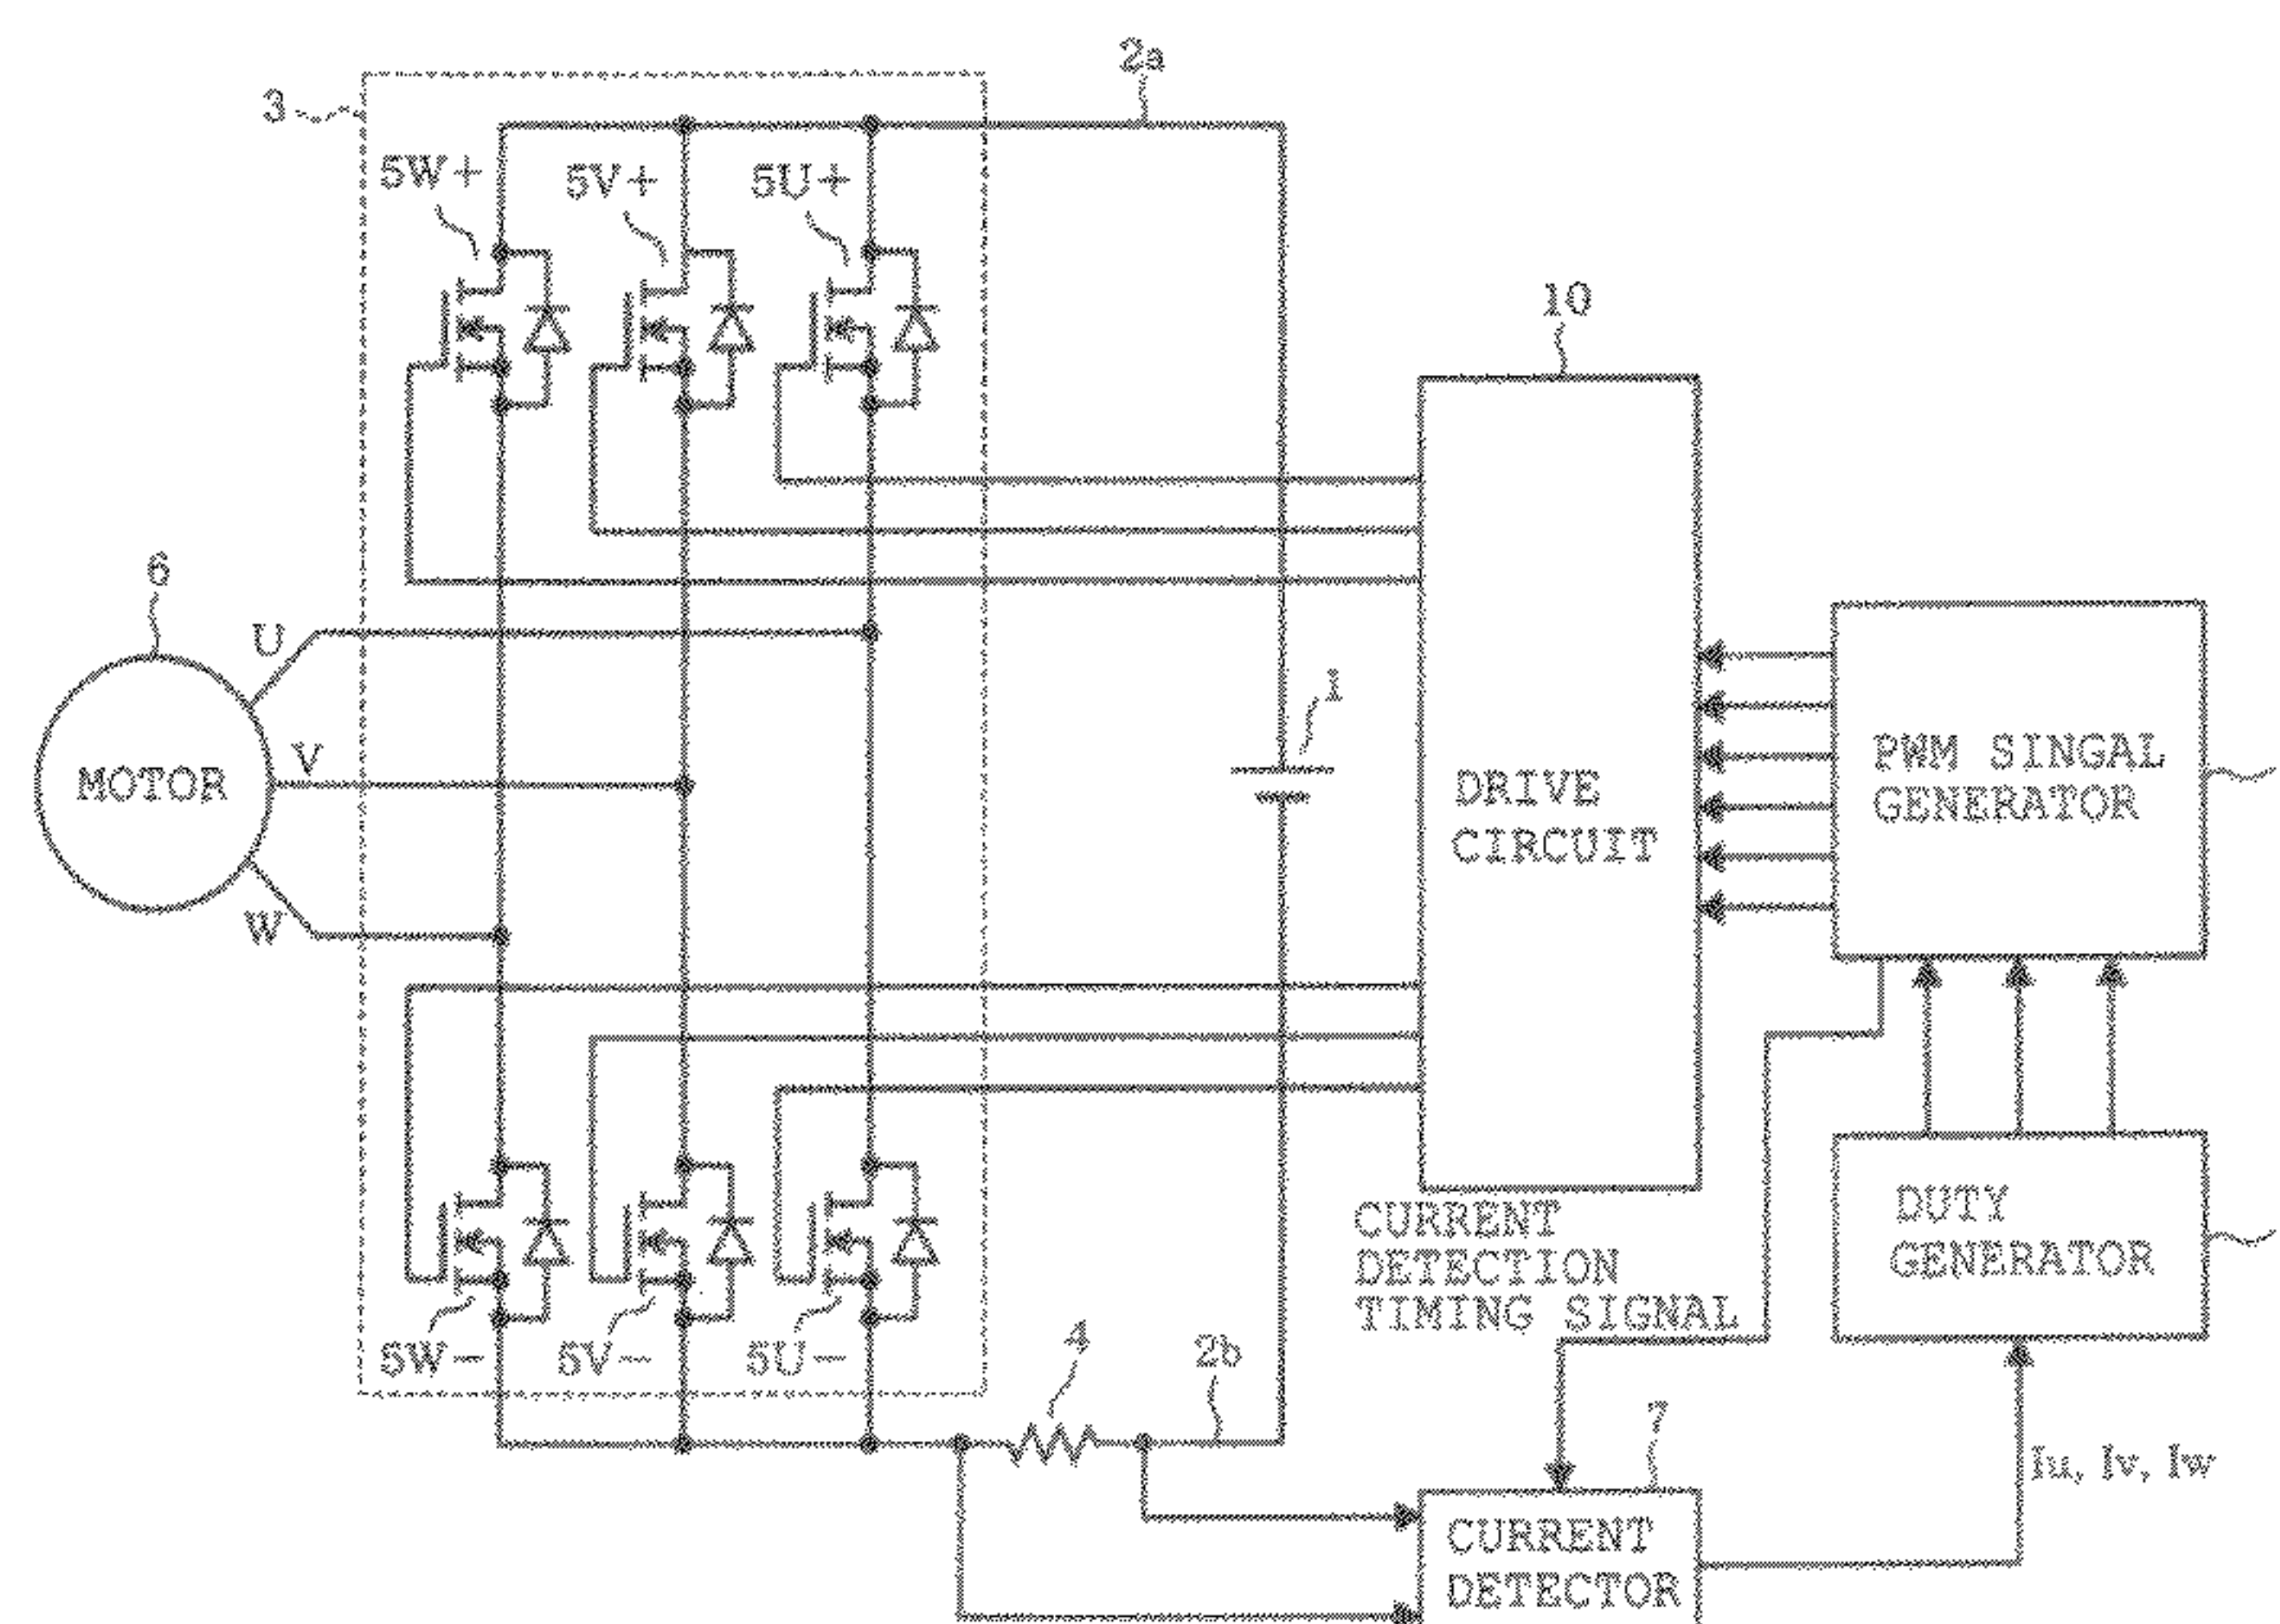 2a
3
5W+
5V+
5U+
10
6
U
1
MOTOR
V
W
DRIVE
CIRCUIT
PWM SINGAL
GENERATOR
DUTY
GENERATOR
CURRENT
DETECTION
TIMING SIGNAL
5W−
5V−
5U−
4
2b
7
Iu, Iv, Iw
CURRENT
DETECTOR